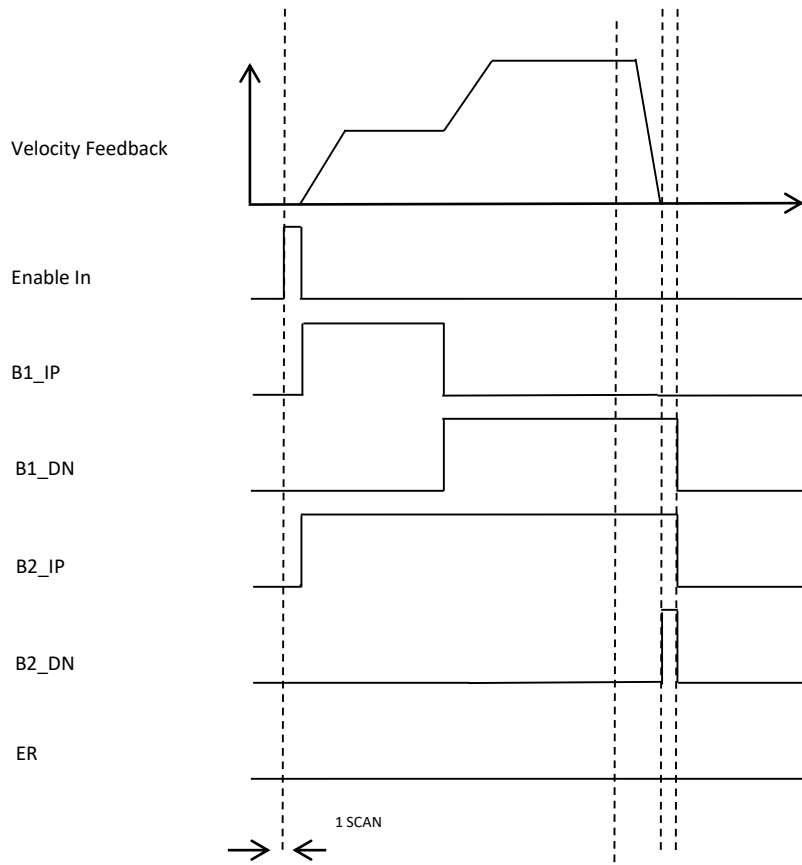 Velocity Feedback
Enable In
B1_IP
B1_DN
B2_IP
B2_DN
ER
1 SCAN